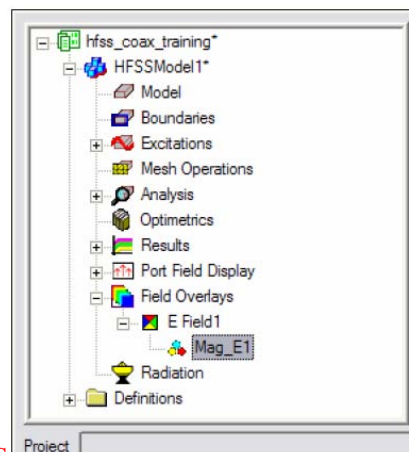 hfss_coax_training*
HFSSModel1*
Model
Boundaries
Excitations
Mesh Operations
Analysis
Optimetrics
Results
Port Field Display
Field Overlays
E Field1
Mag_E1
Radiation
Definitions
Project